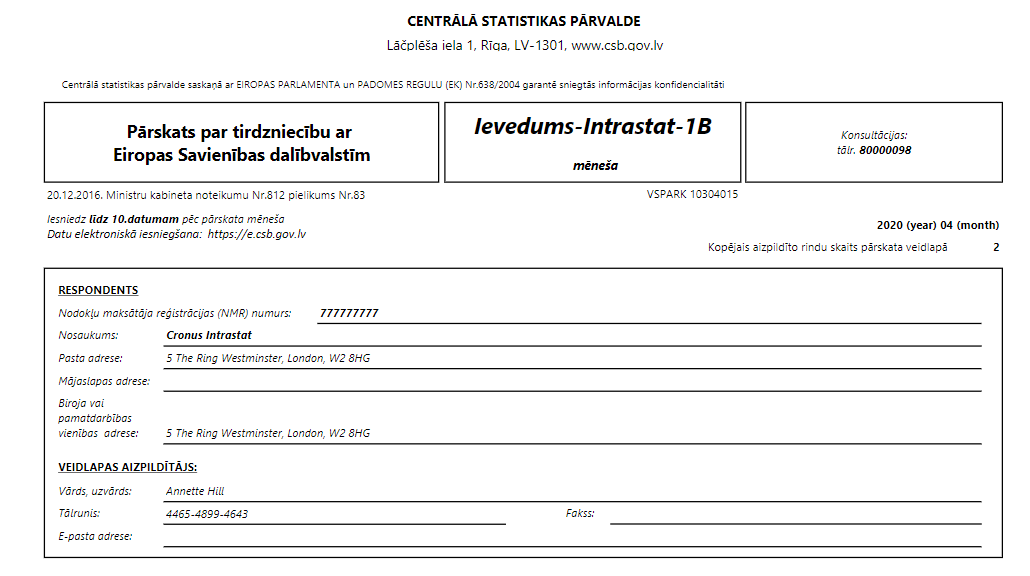 CENTRĀLĀ STATISTIKAS PĀRVALDE
Lāčplēša iela 1, Rīga, LV-1301, www.csb.gov.lv
Centrālā statistikas pārvalde saskaņā ar EIROPAS PARLAMENTA un PADOMES REGULU (EK) Nr.638/2004 garantē sniegtās informācijas konfidencialitāti
Pārskats par tirdzniecību ar
Eiropas Savienības dalībvalstīm
Ievedums-Intrastat-1B
mēneša
Konsultācijas:
tālr. 80000098
20.12.2016. Ministru kabineta noteikumu Nr.812 pielikums Nr.83
VSPARK 10304015
Iesniedz līdz 10.datumam pēc pārskata mēneša
Datu elektroniskā iesniegšana: https://e.csb.gov.lv
2020 (year) 04 (month)
Kopējais aizpildīto rindu skaits pārskata veidlapā 2
RESPONDENTS
Nodokļu maksātāja reģistrācijas (NMR) numurs: 777777777
Nosaukums: Cronus Intrastat
Pasta adrese: 5 The Ring Westminster, London, W2 8HG
Mājaslapas adrese:
Biroja vai
pamatdarbības
vienības adrese: 5 The Ring Westminster, London, W2 8HG
VEIDLAPAS AIZPILDĪTĀJS:
Vārds, uzvārds: Annette Hill
Tālrunis: 4465-4899-4643 Fakss:
E-pasta adrese: